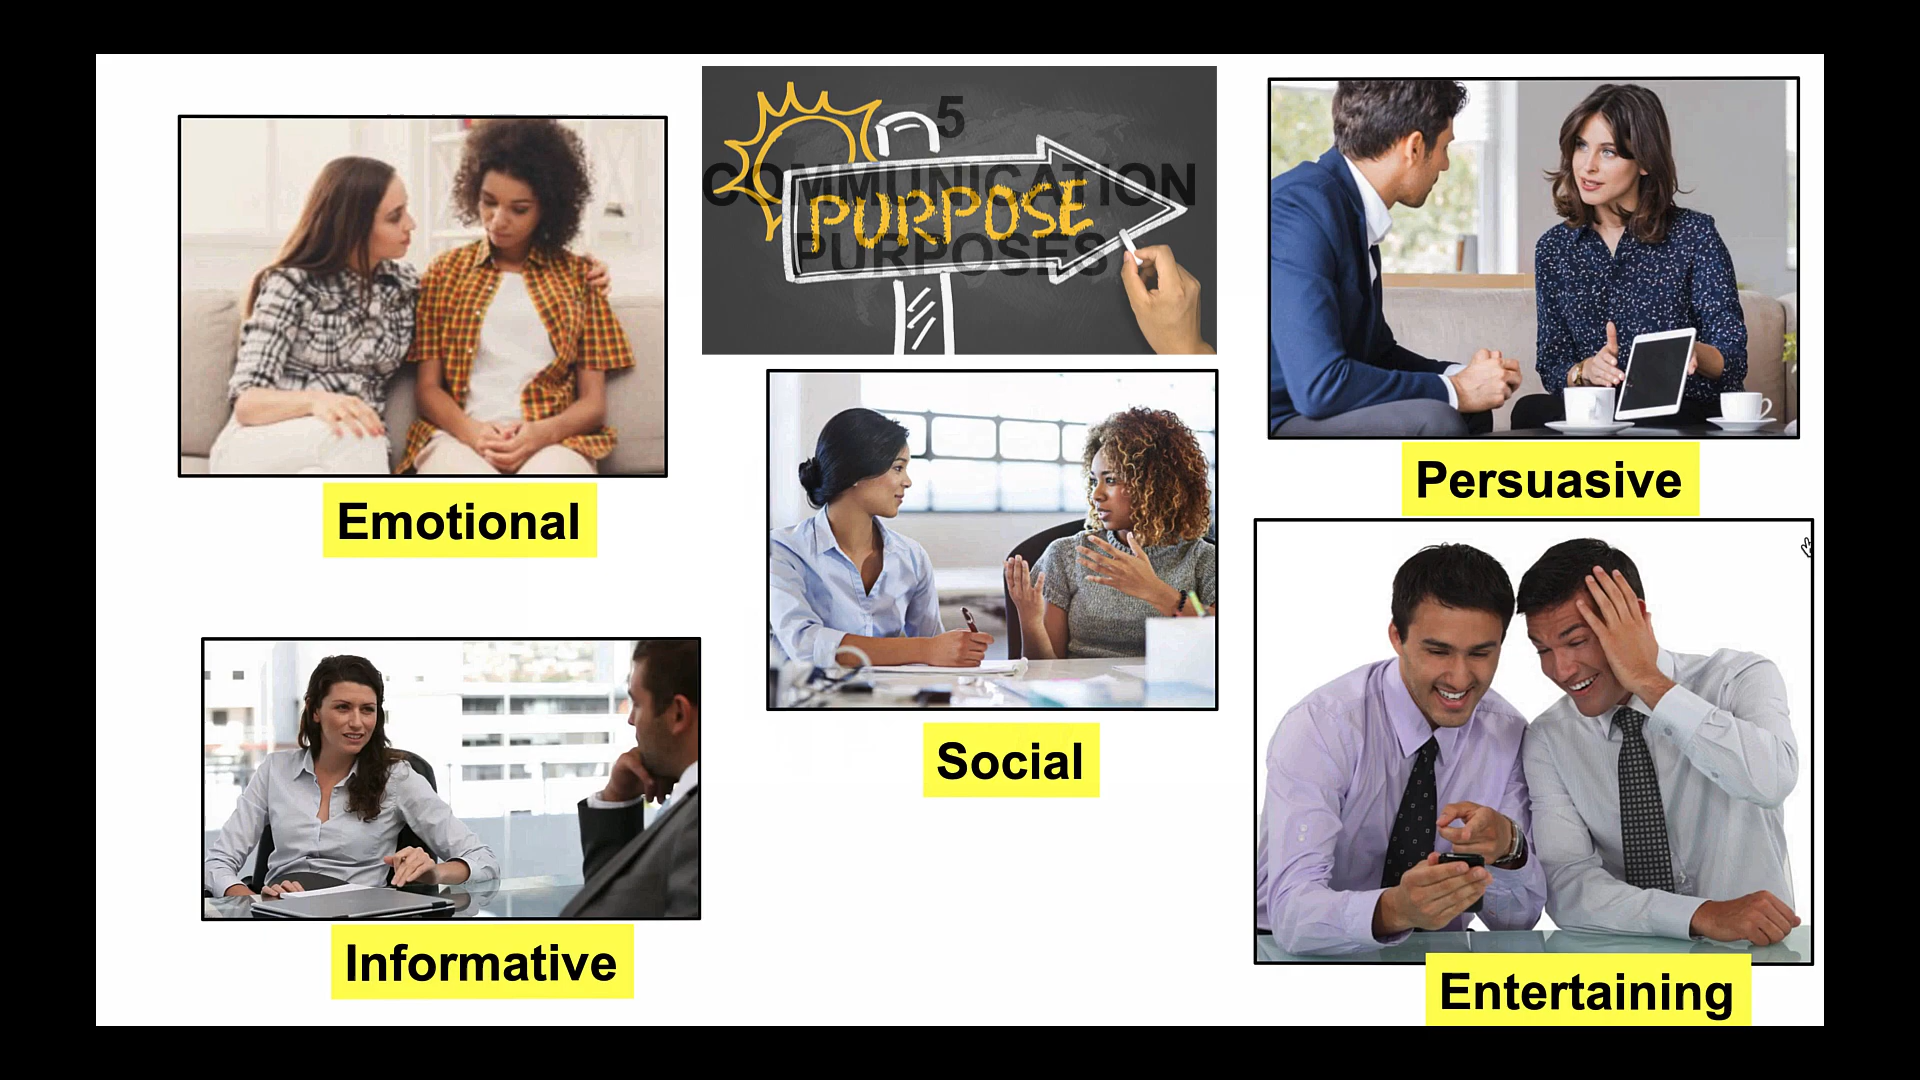 5
COMMUNICATION
PURPOSES
PURPOSE
Emotional
Persuasive
Social
Informative
Entertaining